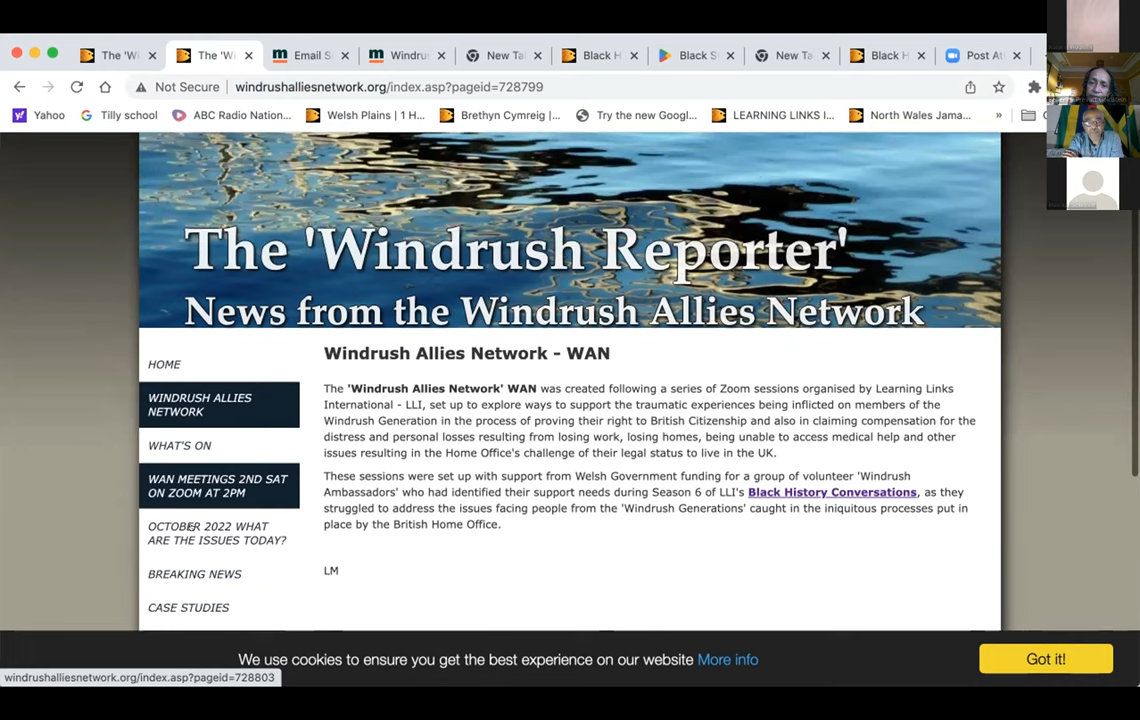 The 'Wi
The 'Wi
Email S
Windrus
New Ta
Black H
Black S
New Ta
Black H
Post At
Not Secure
windrushalliesnetwork.org/index.asp?pageid=728799
Yahoo
Tilly school
ABC Radio Nation...
Welsh Plains | 1 H...
Brethyn Cymreig |...
Try the new Googl...
LEARNING LINKS I...
North Wales Jama...
»
The 'Windrush Reporter'
News from the Windrush Allies Network
HOME
WINDRUSH ALLIES
NETWORK
WHAT'S ON
WAN MEETINGS 2ND SAT
ON ZOOM AT 2PM
OCTOBER 2022 WHAT
ARE THE ISSUES TODAY?
BREAKING NEWS
CASE STUDIES
Windrush Allies Network - WAN
The 'Windrush Allies Network' WAN was created following a series of Zoom sessions organised by Learning Links
International - LLI, set up to explore ways to support the traumatic experiences being inflicted on members of the
Windrush Generation in the process of proving their right to British Citizenship and also in claiming compensation for the
distress and personal losses resulting from losing work, losing homes, being unable to access medical help and other
issues resulting in the Home Office's challenge of their legal status to live in the UK.
These sessions were set up with support from Welsh Government funding for a group of volunteer 'Windrush
Ambassadors' who had identified their support needs during Season 6 of LLI's Black History Conversations, as they
struggled to address the issues facing people from the 'Windrush Generations' caught in the iniquitous processes put in
place by the British Home Office.
LM
We use cookies to ensure you get the best experience on our website More info
Got it!
windrushalliesnetwork.org/index.asp?pageid=728803